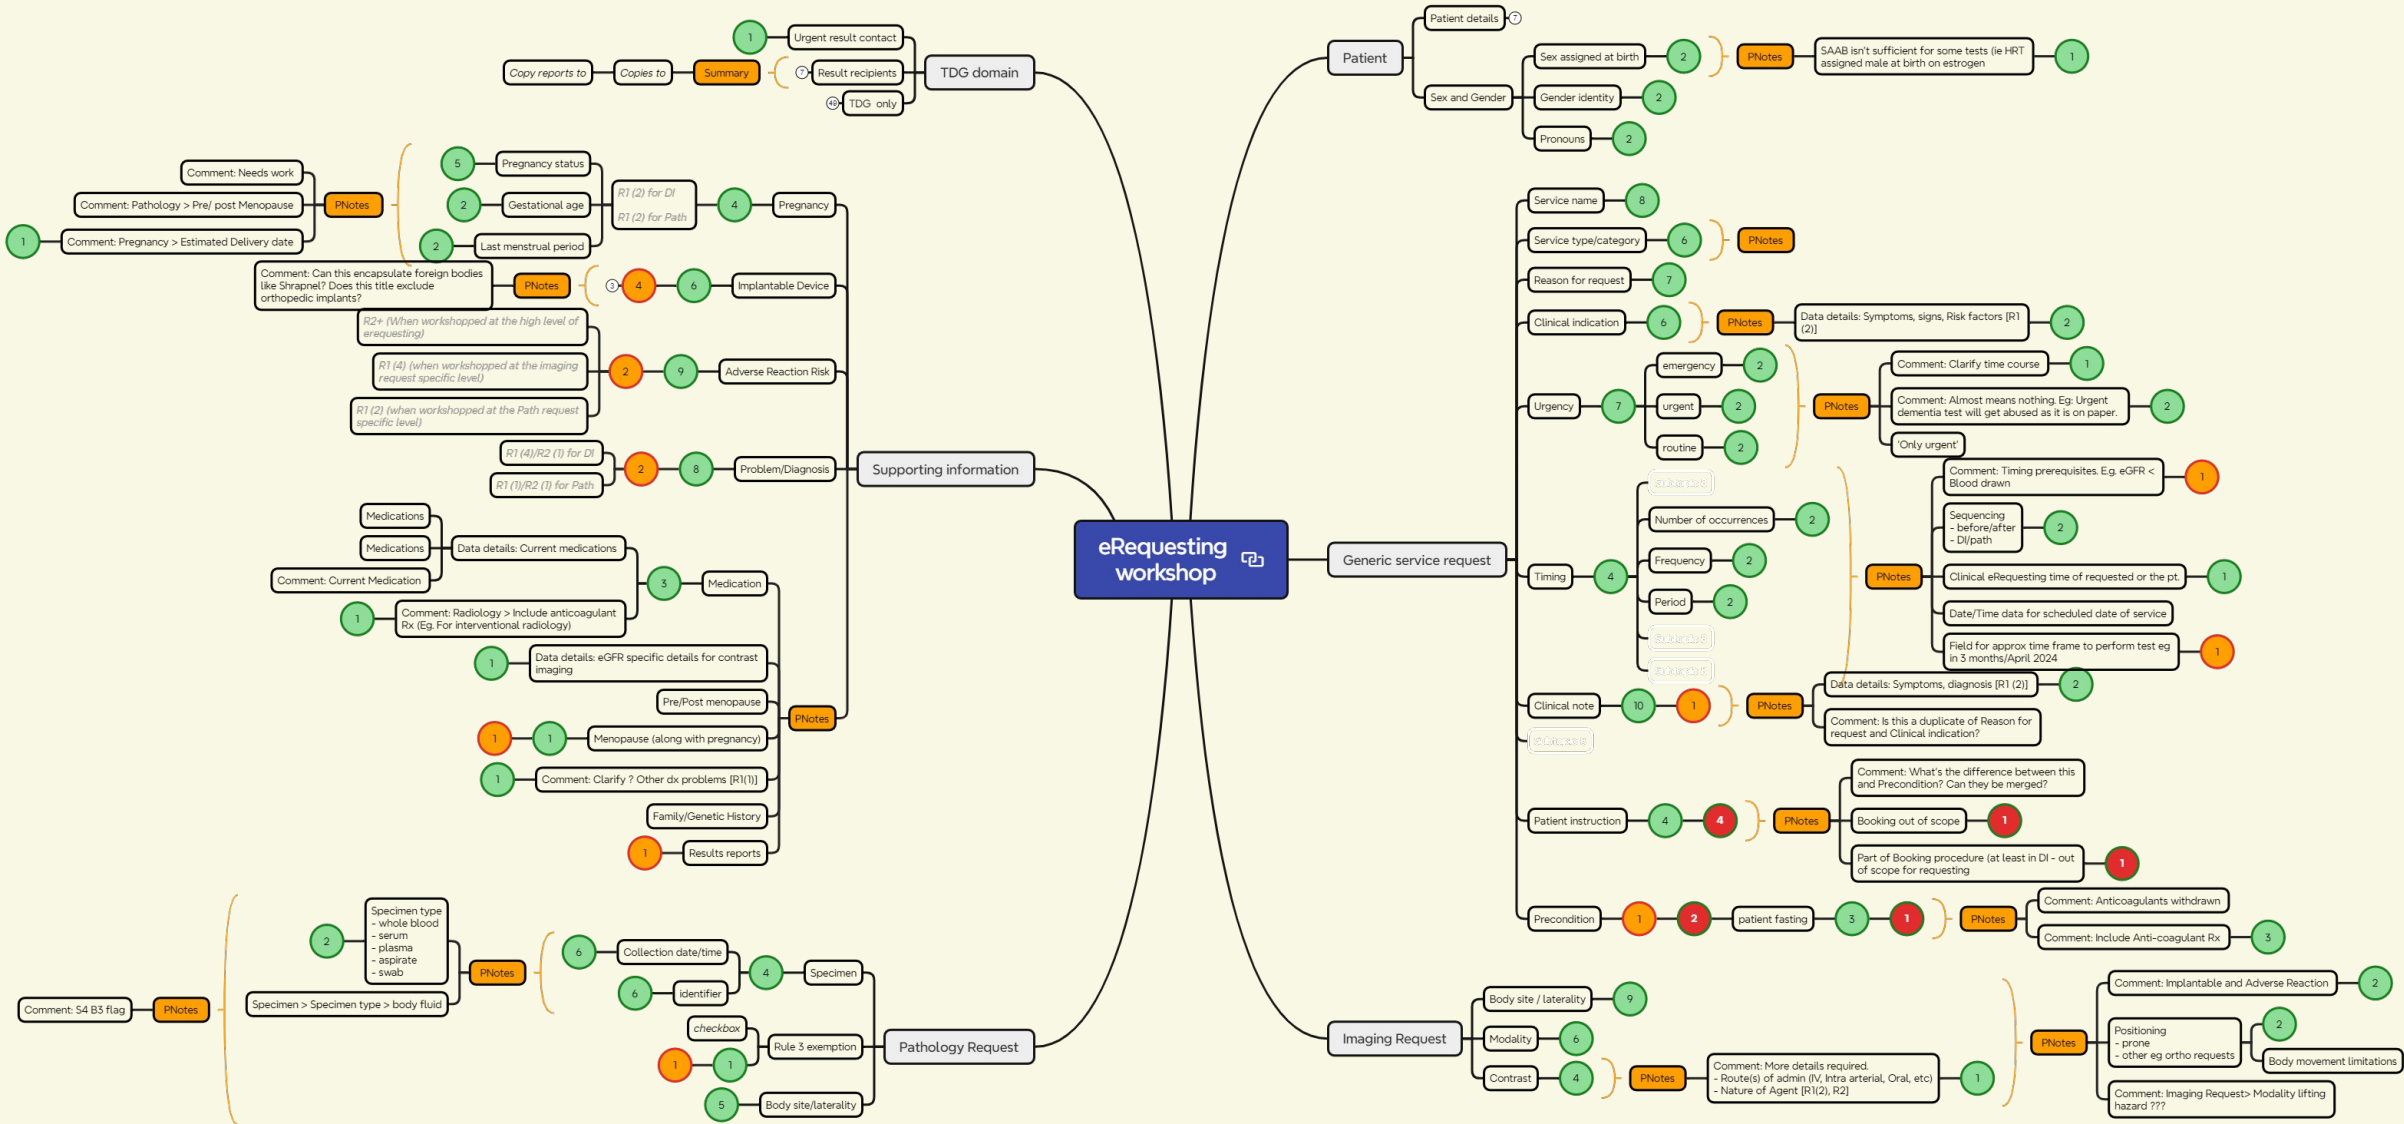 eRequesting
workshop
TDG domain
Urgent result contact
1
Result recipients
7
Summary
Copies to
Copy reports to
TDG only
49
Supporting information
Pregnancy
4
R1 (2) for DI
R1 (2) for Path
Pregnancy status
5
Gestational age
2
Last menstrual period
2
PNotes
Comment: Needs work
Comment: Pathology > Pre/ post Menopause
Comment: Pregnancy > Estimated Delivery date
1
Implantable Device
6
4
3
PNotes
Comment: Can this encapsulate foreign bodies
like Shrapnel? Does this title exclude
orthopedic implants?
Adverse Reaction Risk
9
2
R2+ (When workshopped at the high level of
erequesting)
R1 (4) (when workshopped at the imaging
request specific level)
R1 (2) (when workshopped at the Path request
specific level)
Problem/Diagnosis
8
2
R1 (4)/R2 (1) for DI
R1 (1)/R2 (1) for Path
PNotes
Medication
3
Data details: Current medications
Medications
Medications
Comment: Current Medication
Comment: Radiology > Include anticoagulant
Rx (Eg. For interventional radiology)
1
Data details: eGFR specific details for contrast
imaging
1
Pre/Post menopause
Menopause (along with pregnancy)
1
1
Comment: Clarify ? Other dx problems [R1(1)]
1
Family/Genetic History
Results reports
1
Pathology Request
Specimen
4
Collection date/time
6
identifier
6
PNotes
Specimen type
- whole blood
- serum
- plasma
- aspirate
- swab
2
Specimen > Specimen type > body fluid
Rule 3 exemption
checkbox
1
1
Body site/laterality
5
PNotes
Comment: S4 B3 flag
Patient
Patient details
7
Sex and Gender
Sex assigned at birth
2
PNotes
SAAB isn't sufficient for some tests (ie HRT
assigned male at birth on estrogen
1
Gender identity
2
Pronouns
2
Generic service request
Service name
8
Service type/category
6
PNotes
Reason for request
7
Clinical indication
6
PNotes
Data details: Symptoms, signs, Risk factors [R1
(2)]
2
Urgency
7
emergency
2
urgent
2
routine
2
PNotes
Comment: Clarify time course
1
Comment: Almost means nothing. Eg: Urgent
dementia test will get abused as it is on paper.
2
'Only urgent'
Timing
4
Number of occurrences
2
Frequency
2
Period
2
PNotes
Comment: Timing prerequisites. E.g. eGFR <
Blood drawn
1
Sequencing
- before/after
- DI/path
2
Clinical eRequesting time of requested or the pt.
1
Date/Time data for scheduled date of service
Field for approx time frame to perform test eg
in 3 months/April 2024
1
Clinical note
10
1
PNotes
Data details: Symptoms, diagnosis [R1 (2)]
2
Comment: Is this a duplicate of Reason for
request and Clinical indication?
Patient instruction
4
4
PNotes
Comment: What's the difference between this
and Precondition? Can they be merged?
Booking out of scope
1
Part of Booking procedure (at least in DI - out
of scope for requesting
1
Precondition
1
2
patient fasting
3
1
PNotes
Comment: Anticoagulants withdrawn
Comment: Include Anti-coagulant Rx
3
Imaging Request
Body site / laterality
9
Modality
6
Contrast
4
PNotes
Comment: More details required.
- Route(s) of admin (IV, Intra arterial, Oral, etc)
- Nature of Agent [R1(2), R2]
1
PNotes
Comment: Implantable and Adverse Reaction
2
Positioning
- prone
- other eg ortho requests
2
Body movement limitations
Comment: Imaging Request> Modality lifting
hazard ???